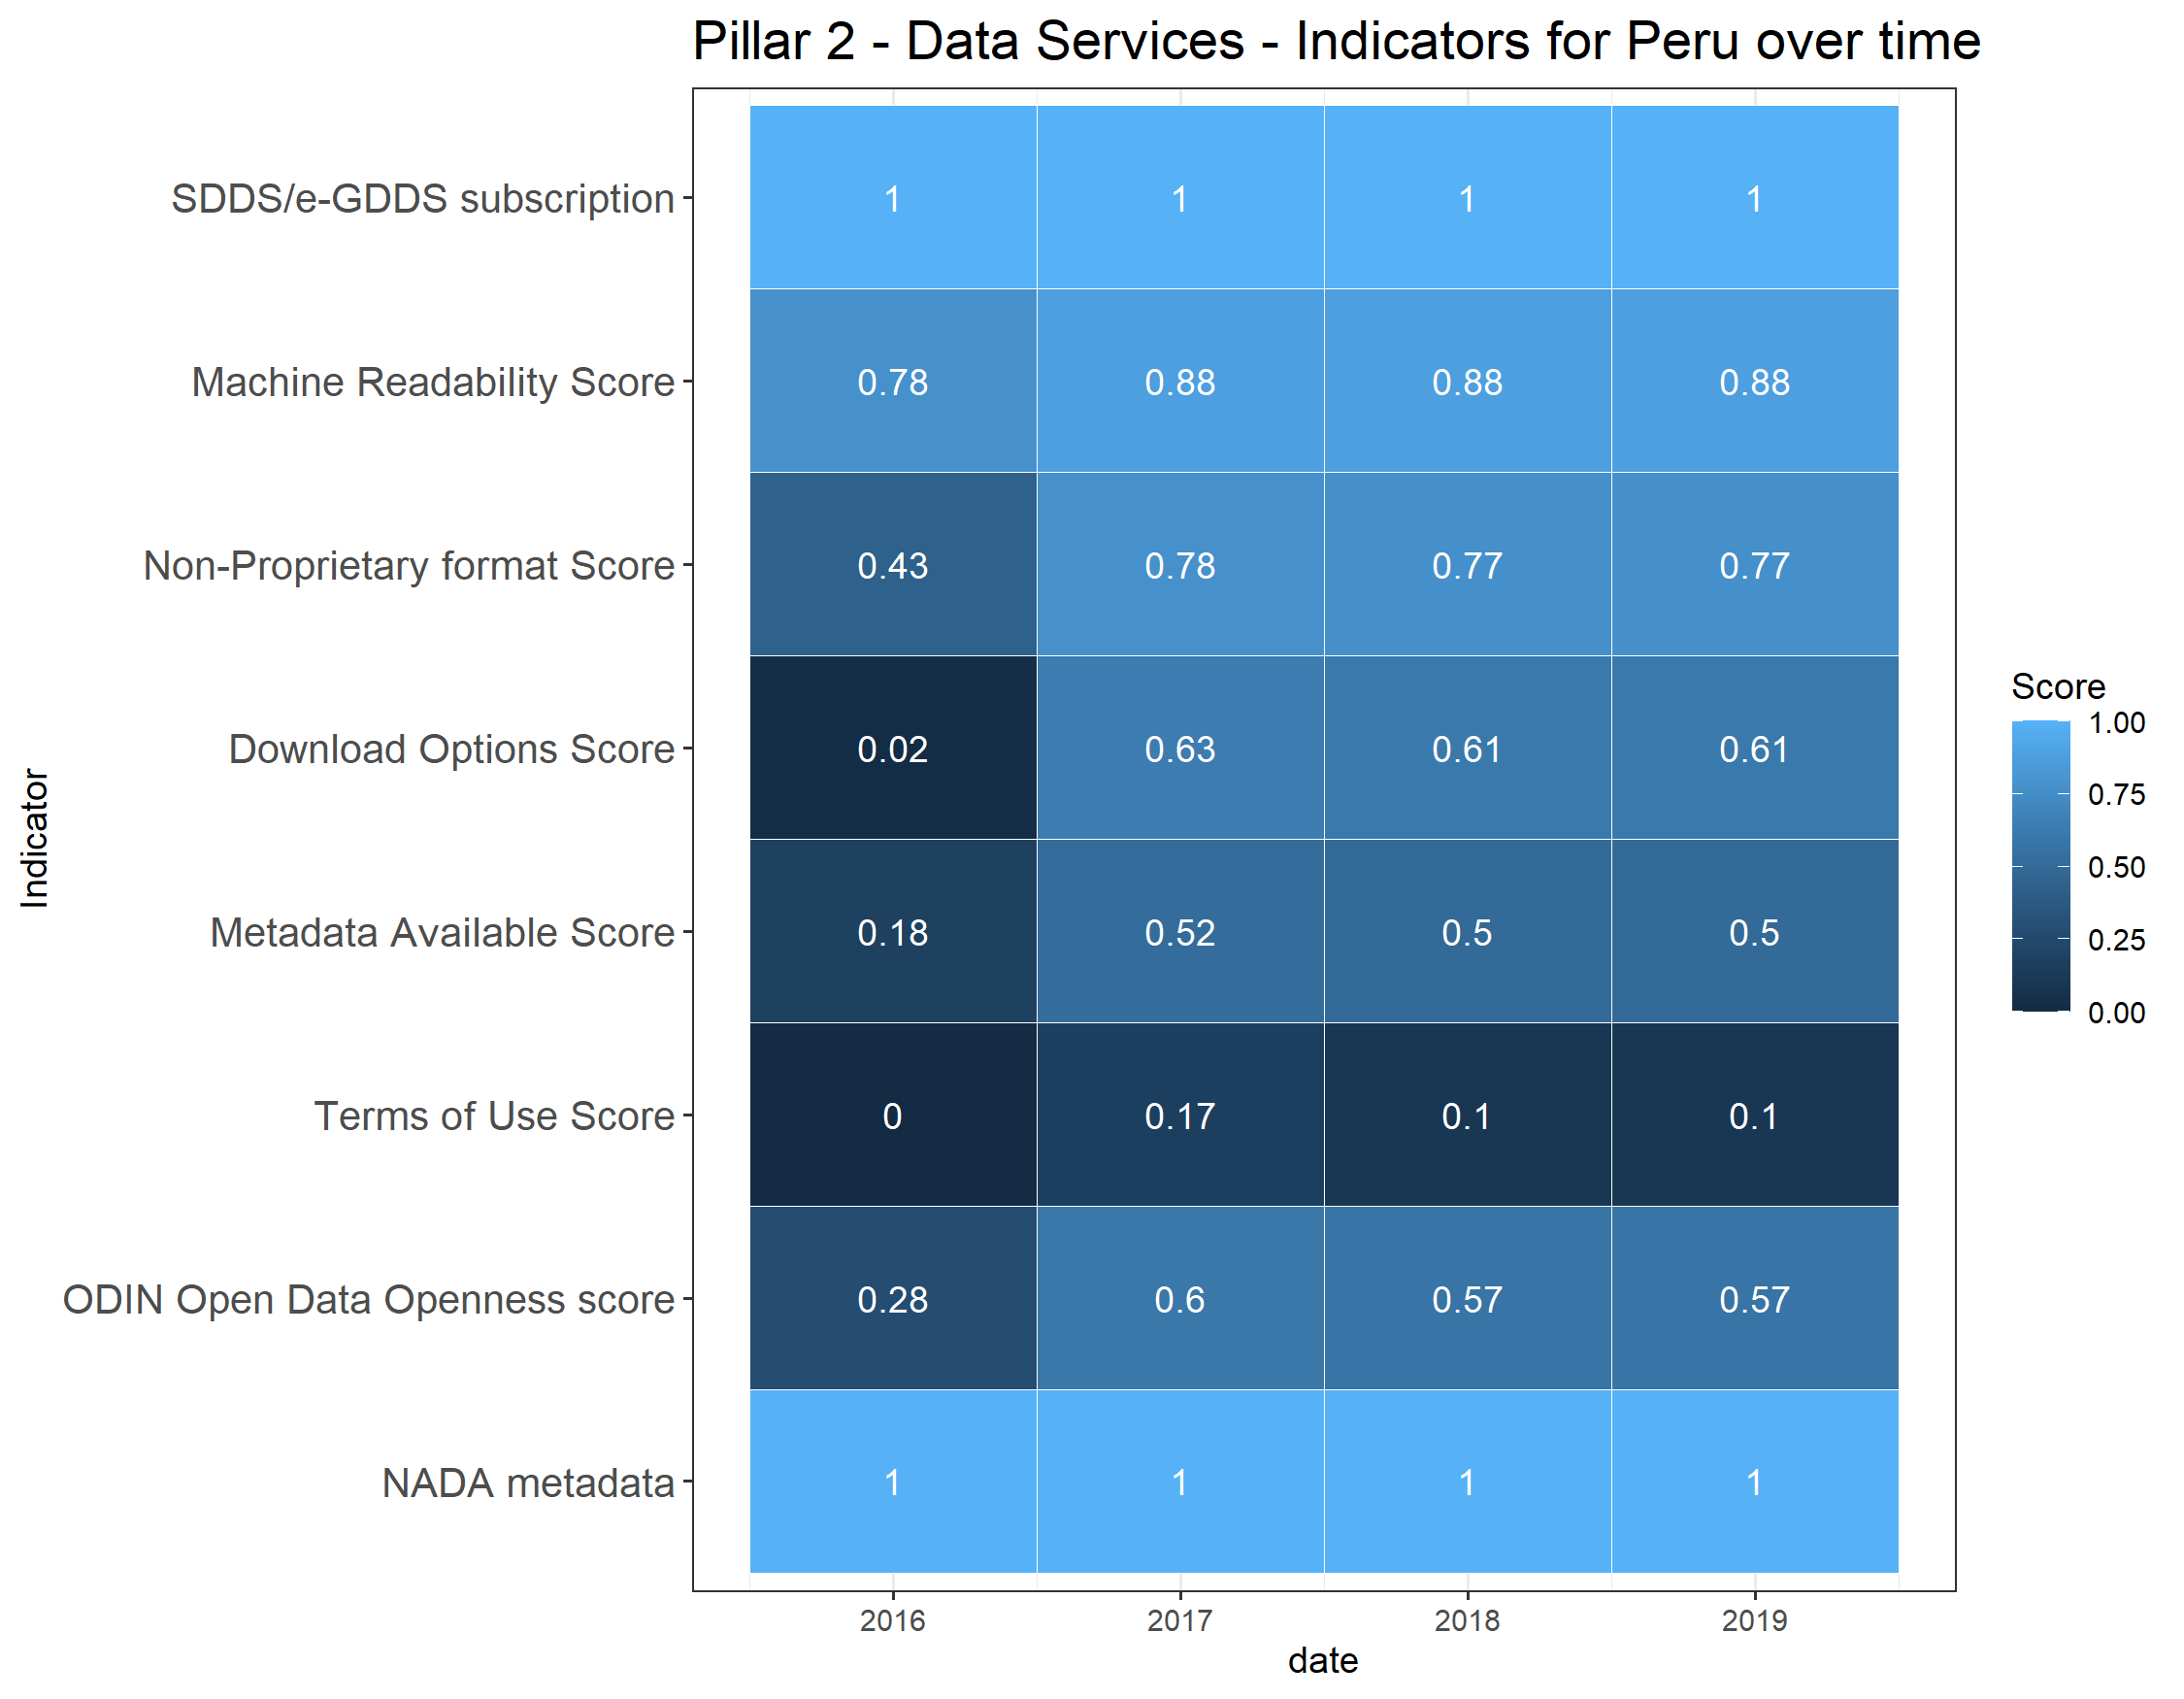 Pillar 2 - Data Services - Indicators for Peru over time
SDDS/e-GDDS subscription 1 1 1 1
Machine Readability Score 0.78 0.88 0.88 0.88
Non-Proprietary format Score 0.43 0.78 0.77 0.77
Download Options Score 0.02 0.63 0.61 0.61
Metadata Available Score 0.18 0.52 0.5 0.5
Terms of Use Score 0 0.17 0.1 0.1
ODIN Open Data Openness score 0.28 0.6 0.57 0.57
NADA metadata 1 1 1 1
2016 2017 2018 2019
date
Indicator
Score
1.00
0.75
0.50
0.25
0.00